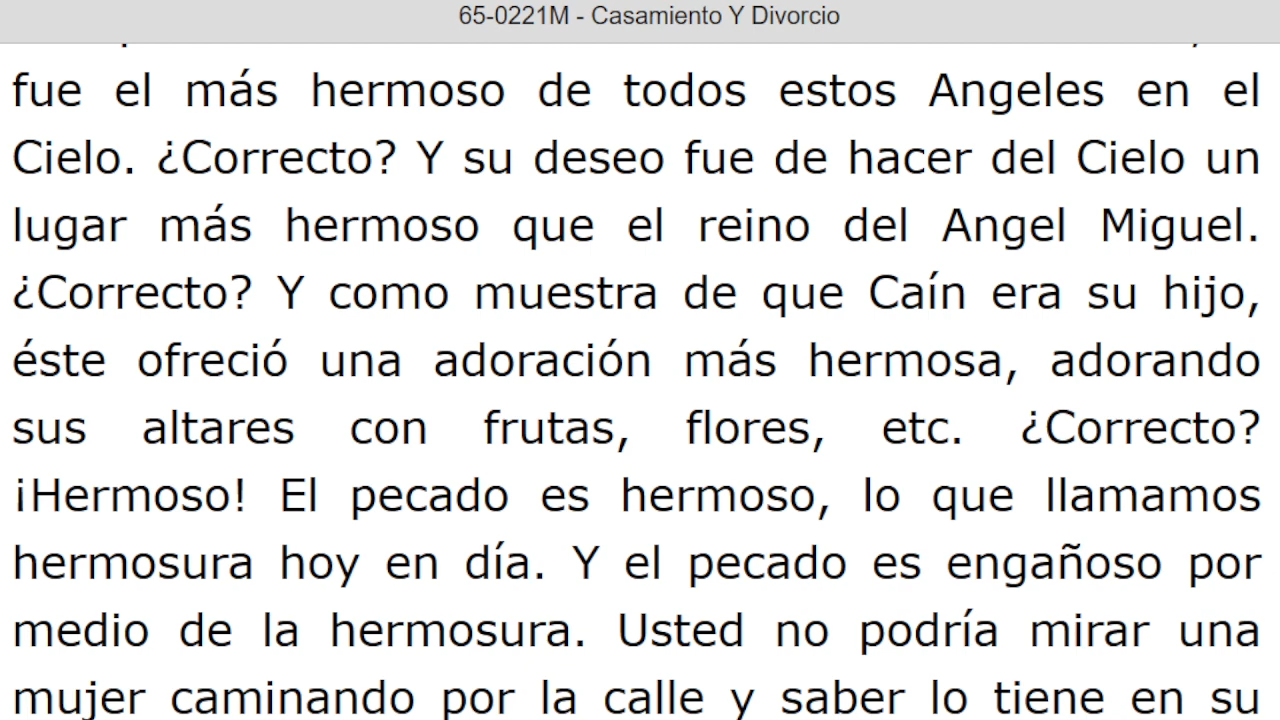 65-0221M - Casamiento Y Divorcio
fue el más hermoso de todos estos Angeles en el
Cielo. ¿Correcto? Y su deseo fue de hacer del Cielo un
lugar más hermoso que el reino del Angel Miguel.
¿Correcto? Y como muestra de que Caín era su hijo,
éste ofreció una adoración más hermosa, adorando
sus altares con frutas, flores, etc. ¿Correcto?
¡Hermoso! El pecado es hermoso, lo que llamamos
hermosura hoy en día. Y el pecado es engañoso por
medio de la hermosura. Usted no podría mirar una
mujer caminando por la calle y saber lo tiene en su